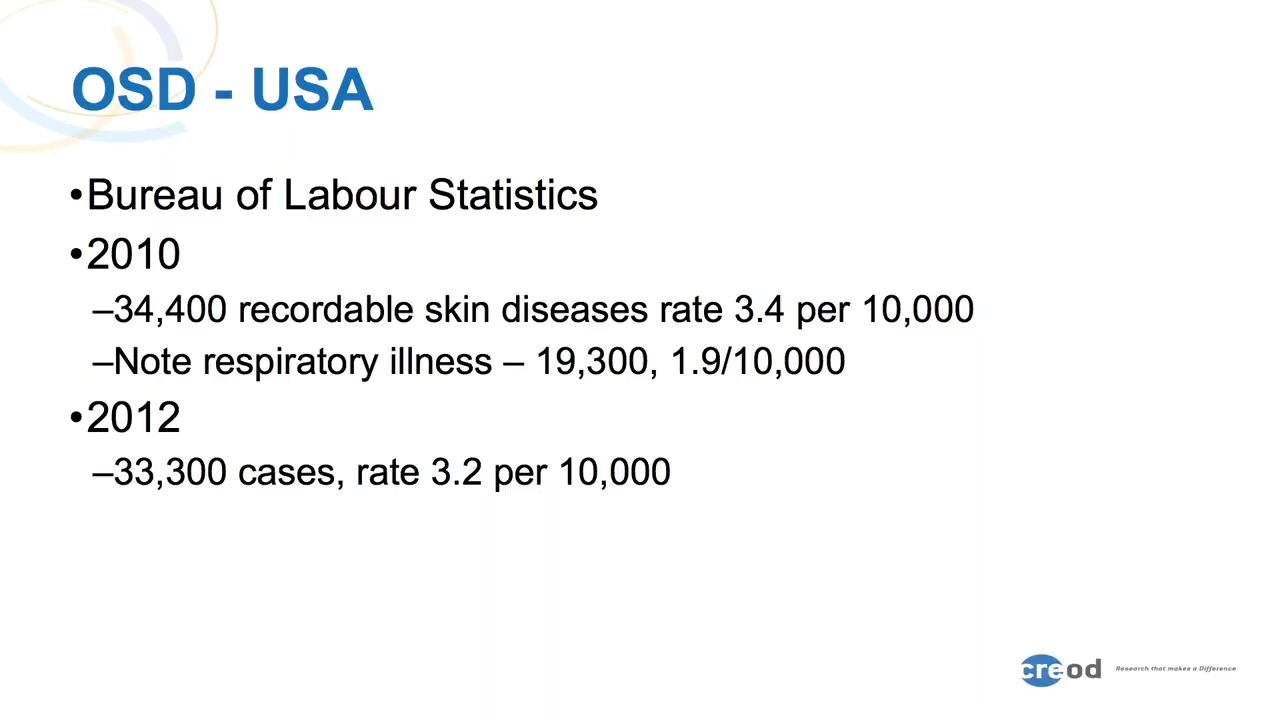 OSD - USA
•Bureau of Labour Statistics
•2010
–34,400 recordable skin diseases rate 3.4 per 10,000
–Note respiratory illness – 19,300, 1.9/10,000
•2012
–33,300 cases, rate 3.2 per 10,000
creod Research that makes a Difference